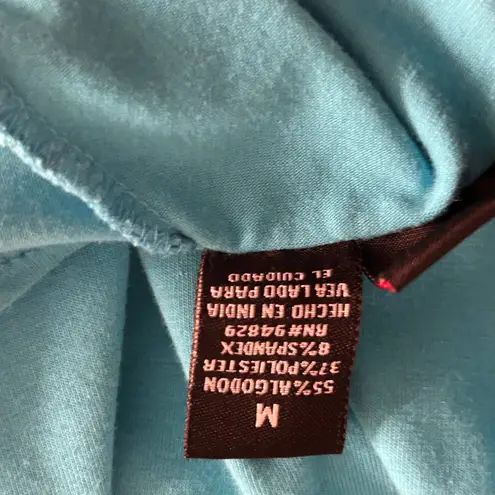 M
55%ALGODON
37%POLIESTER
8%SPANDEX
RN#94829
HECHO EN INDIA
VEA LADO PARA
EL CUIDADO